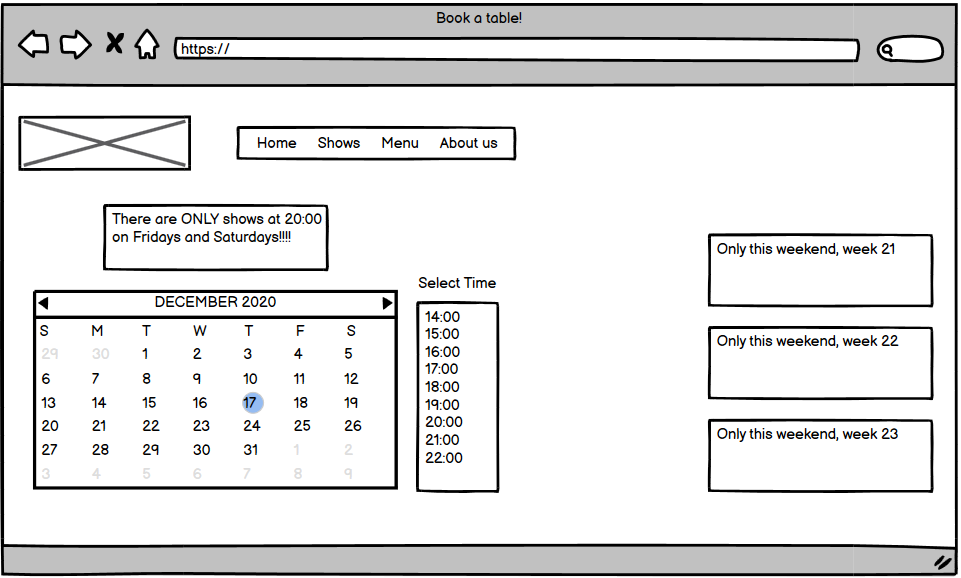 Book a table!
https://
Home Shows Menu About us
There are ONLY shows at 20:00
on Fridays and Saturdays!!!!
DECEMBER 2020
S M T W T F S
29 30 1 2 3 4 5
6 7 8 9 10 11 12
13 14 15 16 17 18 19
20 21 22 23 24 25 26
27 28 29 30 31 1 2
3 4 5 6 7 8 9
Select Time
14:00
15:00
16:00
17:00
18:00
19:00
20:00
21:00
22:00
Only this weekend, week 21
Only this weekend, week 22
Only this weekend, week 23